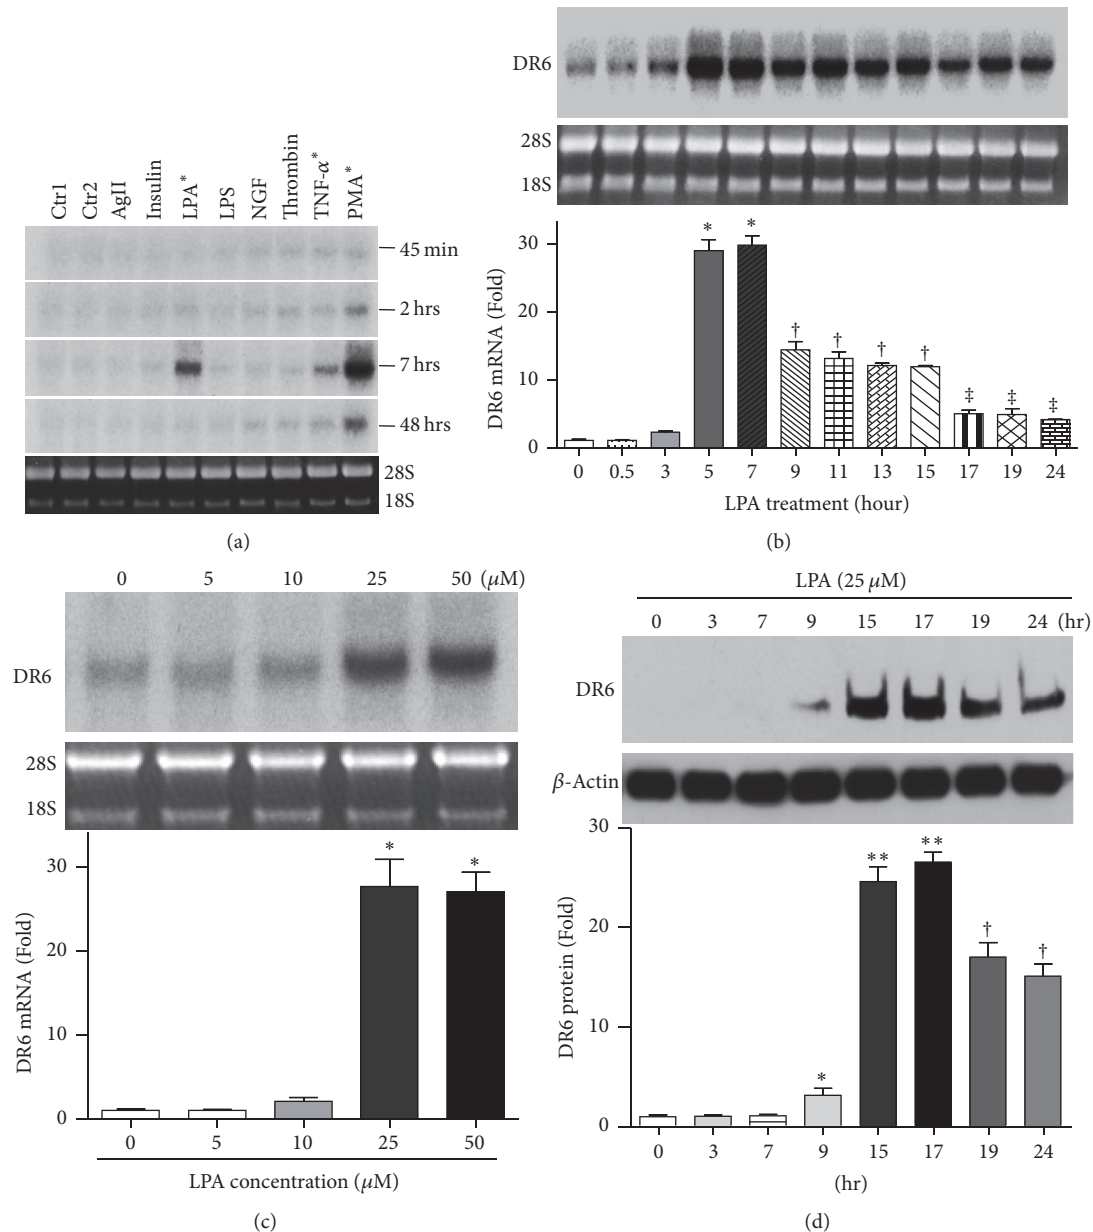 Ctr1 Ctr2 AgII Insulin LPA* LPS NGF Thrombin TNF-α* PMA*
45 min
2 hrs
7 hrs
48 hrs
28S
18S
(a)
DR6
28S
18S
DR6 mRNA (Fold)
30
20
10
0
* * † † † † ‡ ‡ ‡
0 0.5 3 5 7 9 11 13 15 17 19 24
LPA treatment (hour)
(b)
0 5 10 25 50 (μM)
DR6
28S
18S
DR6 mRNA (Fold)
30
20
10
0
* *
0 5 10 25 50
LPA concentration (μM)
(c)
LPA (25 μM)
0 3 7 9 15 17 19 24 (hr)
DR6
β-Actin
DR6 protein (Fold)
30
20
10
0
* ** ** † †
0 3 7 9 15 17 19 24
(hr)
(d)